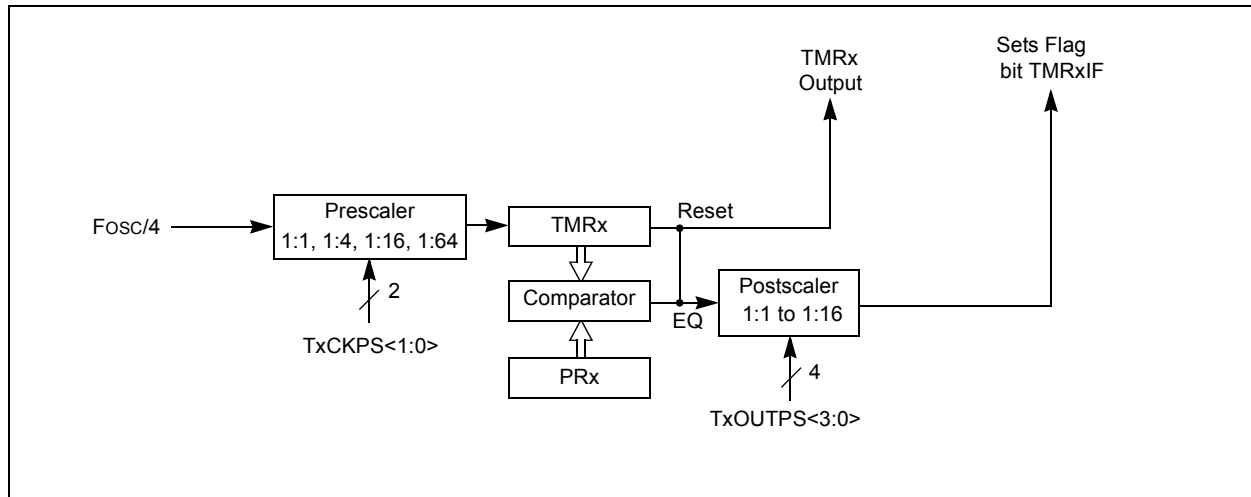 TMRx
Output
Sets Flag
bit TMRxIF
Fosc/4
Prescaler
1:1, 1:4, 1:16, 1:64
2
TxCKPS<1:0>
TMRx
Reset
Comparator
EQ
PRx
Postscaler
1:1 to 1:16
4
TxOUTPS<3:0>